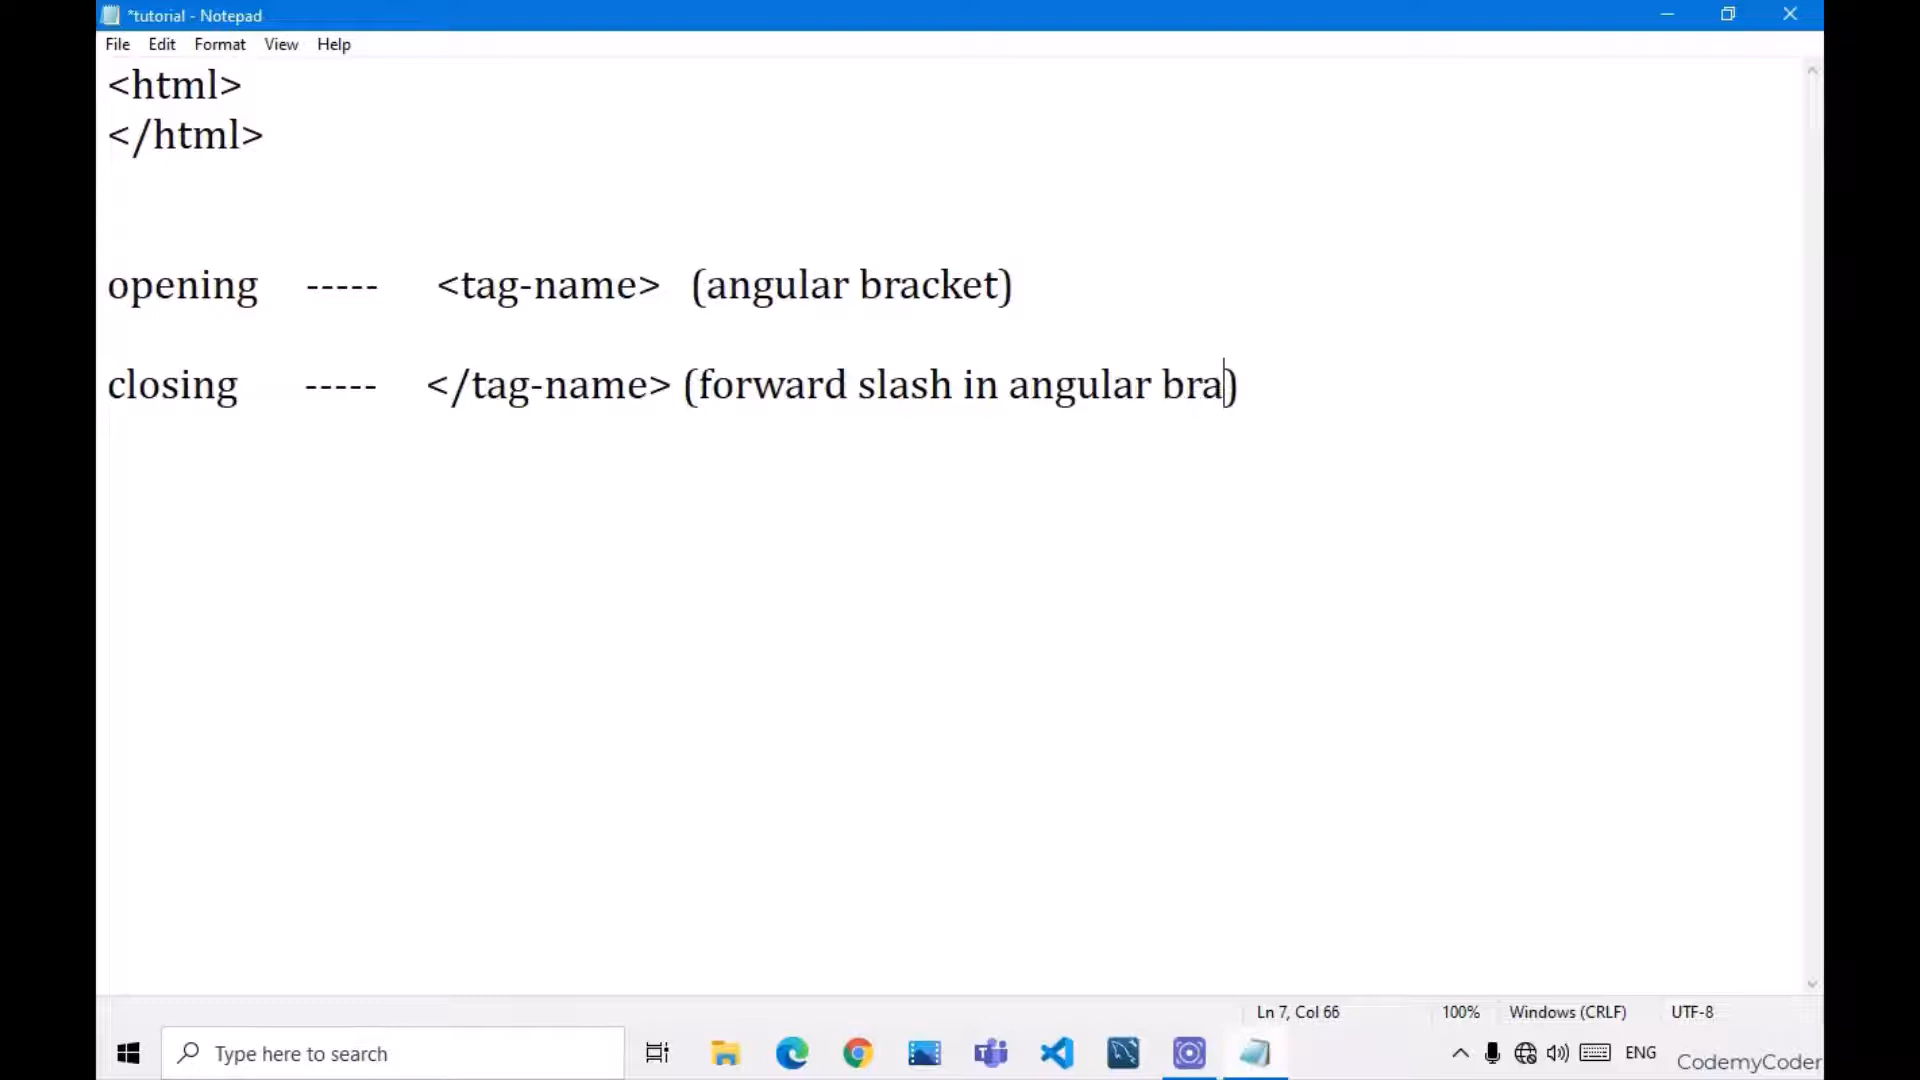 *tutorial - Notepad
File Edit Format View Help
<html>
</html>
opening ----- <tag-name> (angular bracket)
closing ----- </tag-name> (forward slash in angular bra)
Ln 7, Col 66 100% Windows (CRLF) UTF-8
Type here to search ENG
CodemyCoder